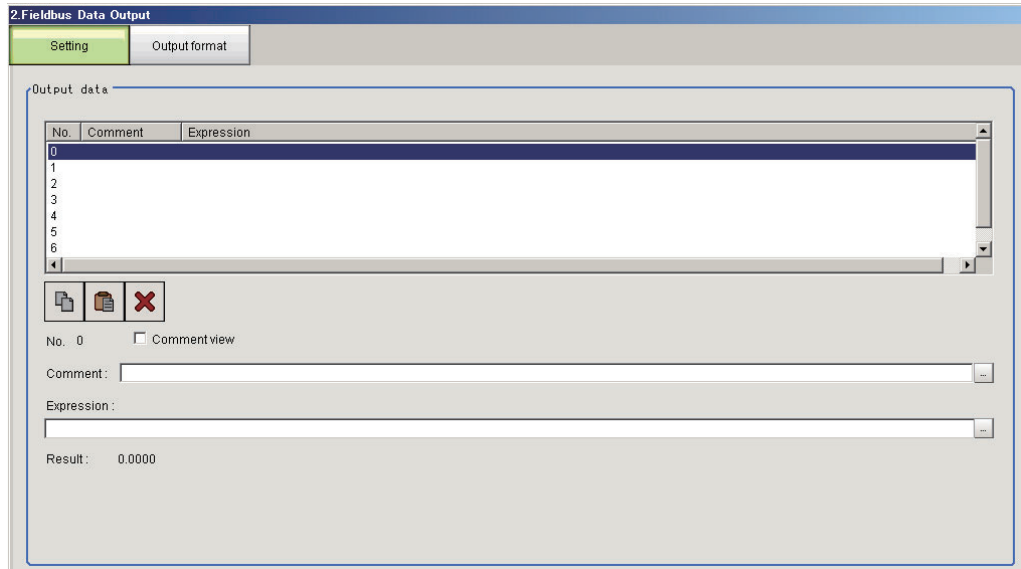 2.Fieldbus Data Output
Setting Output format
Output data
No. Comment Expression
0
1
2
3
4
5
6
No. 0 Comment view
Comment : ...
Expression :
...
Result : 0.0000